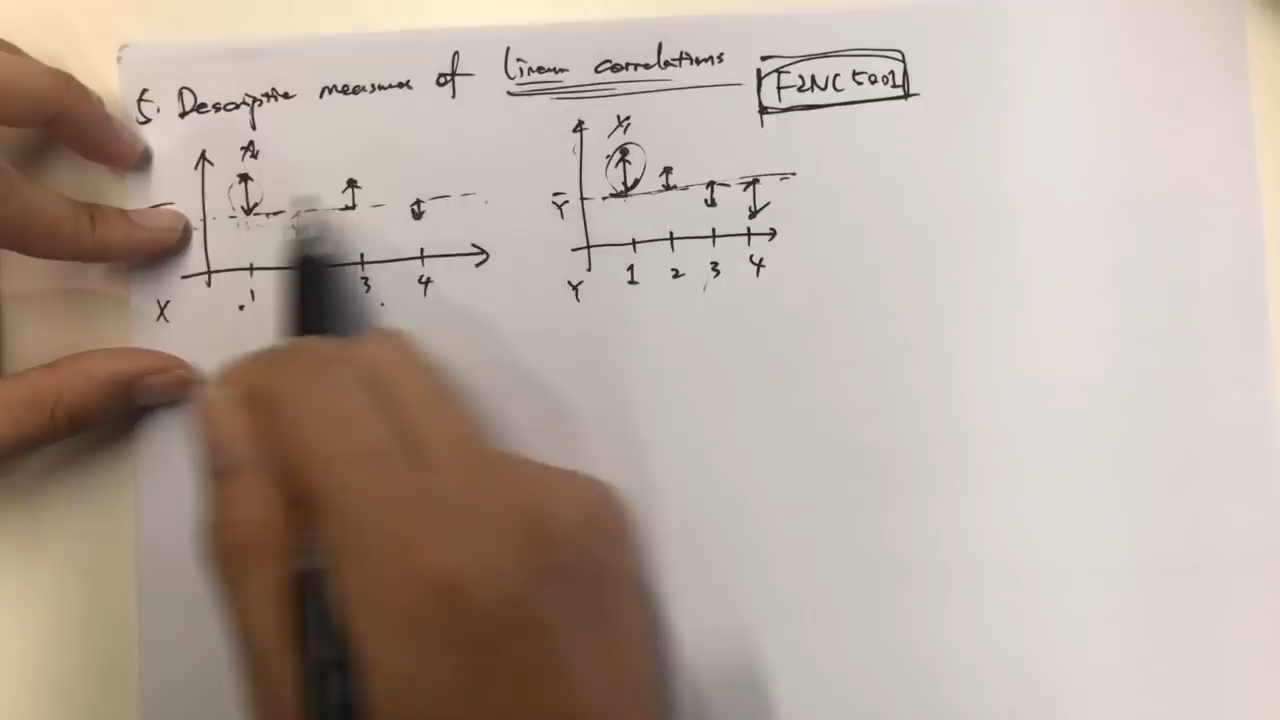 5. Descriptive measures of linear correlations
FINC5001
X 1 3 4
Y̅
Y 1 2 3 4